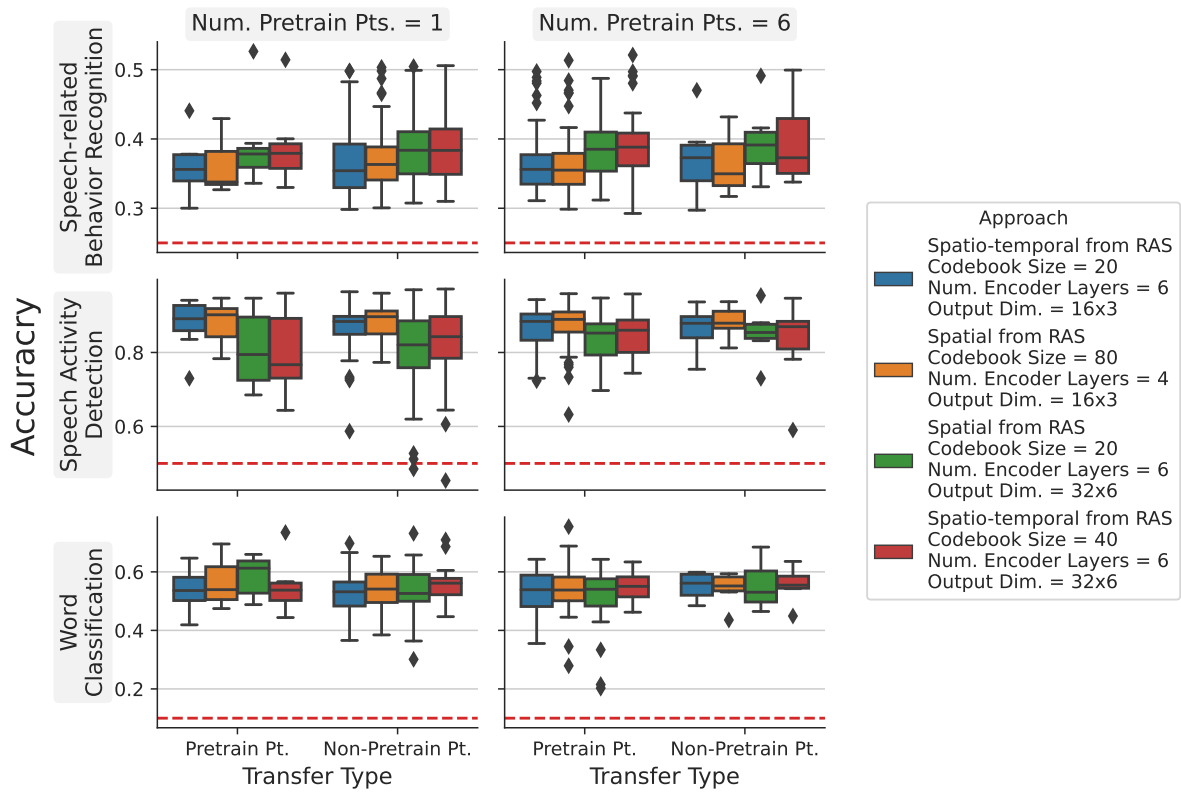 Num. Pretrain Pts. = 1
Num. Pretrain Pts. = 6
Accuracy
Speech-related
Behavior Recognition
0.5
0.4
0.3
Speech Activity
Detection
0.8
0.6
Word
Classification
0.6
0.4
0.2
Pretrain Pt.
Non-Pretrain Pt.
Pretrain Pt.
Non-Pretrain Pt.
Transfer Type
Transfer Type
Approach
Spatio-temporal from RAS
Codebook Size = 20
Num. Encoder Layers = 6
Output Dim. = 16x3
Spatial from RAS
Codebook Size = 80
Num. Encoder Layers = 4
Output Dim. = 16x3
Spatial from RAS
Codebook Size = 20
Num. Encoder Layers = 6
Output Dim. = 32x6
Spatio-temporal from RAS
Codebook Size = 40
Num. Encoder Layers = 6
Output Dim. = 32x6